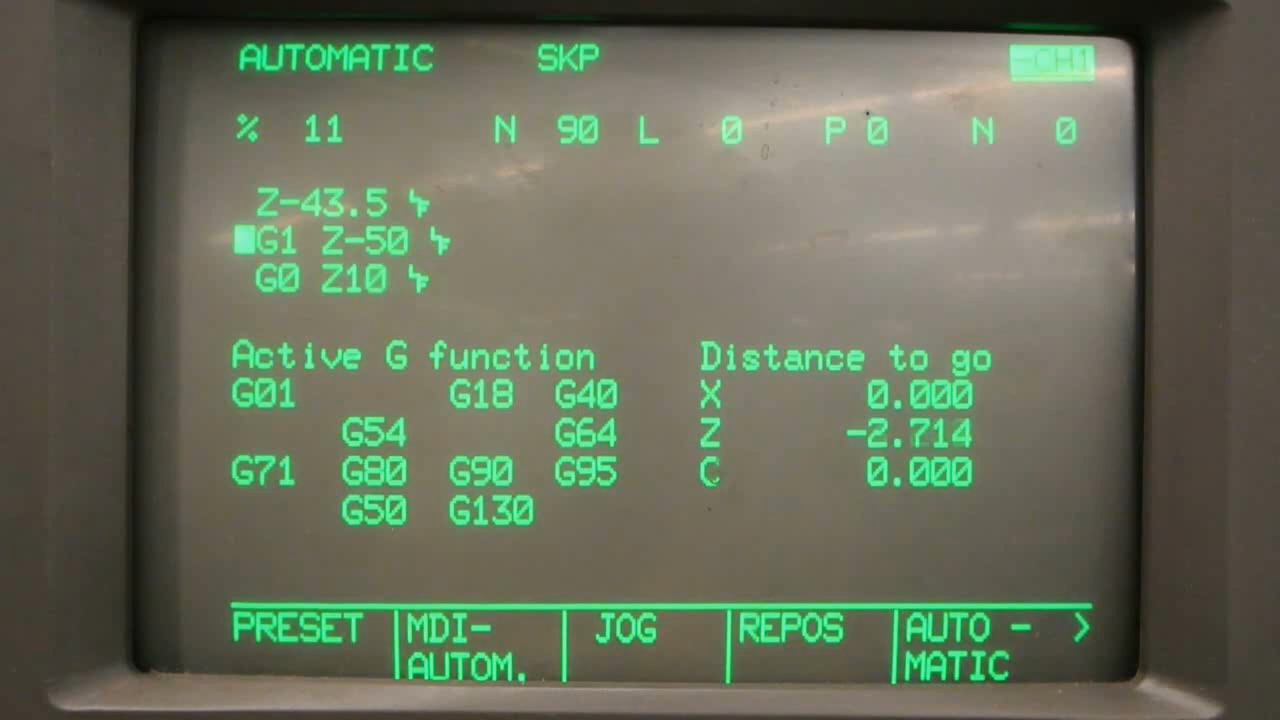 AUTOMATIC SKP -CH1
% 11 N 90 L 0 P 0 N 0
Z-43.5 ␊
G1 Z-50 ␊
G0 Z10 ␊
Active G function Distance to go
G01 G18 G40 X 0.000
G54 G64 Z -2.714
G71 G80 G90 G95 C 0.000
G50 G130
PRESET MDI- JOG REPOS AUTO - >
AUTOM. MATIC